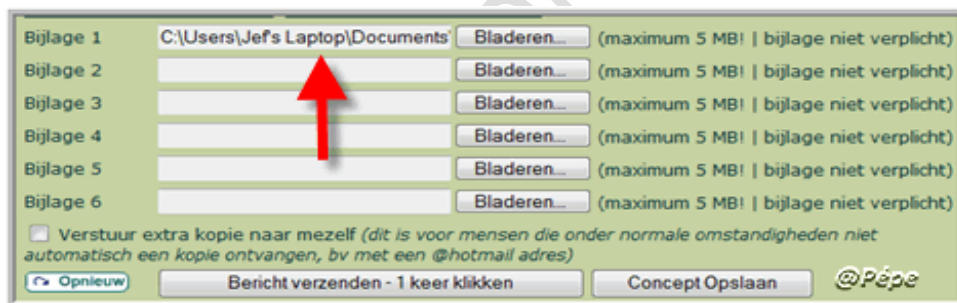 Bijlage 1 C:\Users\Jef's Laptop\Documents' Bladeren... (maximum 5 MB! | bijlage niet verplicht)
Bijlage 2 Bladeren... (maximum 5 MB! | bijlage niet verplicht)
Bijlage 3 Bladeren... (maximum 5 MB! | bijlage niet verplicht)
Bijlage 4 Bladeren... (maximum 5 MB! | bijlage niet verplicht)
Bijlage 5 Bladeren... (maximum 5 MB! | bijlage niet verplicht)
Bijlage 6 Bladeren... (maximum 5 MB! | bijlage niet verplicht)
Verstuur extra kopie naar mezelf (dit is voor mensen die onder normale omstandigheden niet
automatisch een kopie ontvangen, bv met een @hotmail adres)
Opnieuw Bericht verzenden - 1 keer klikken Concept Opslaan @Pépe